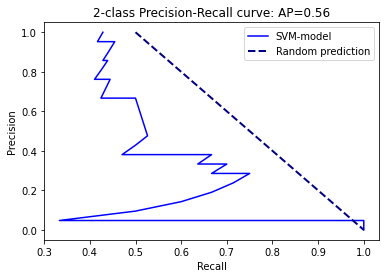 2-class Precision-Recall curve: AP=0.56
SVM-model
Random prediction
Precision
1.0
0.8
0.6
0.4
0.2
0.0
0.3 0.4 0.5 0.6 0.7 0.8 0.9 1.0
Recall